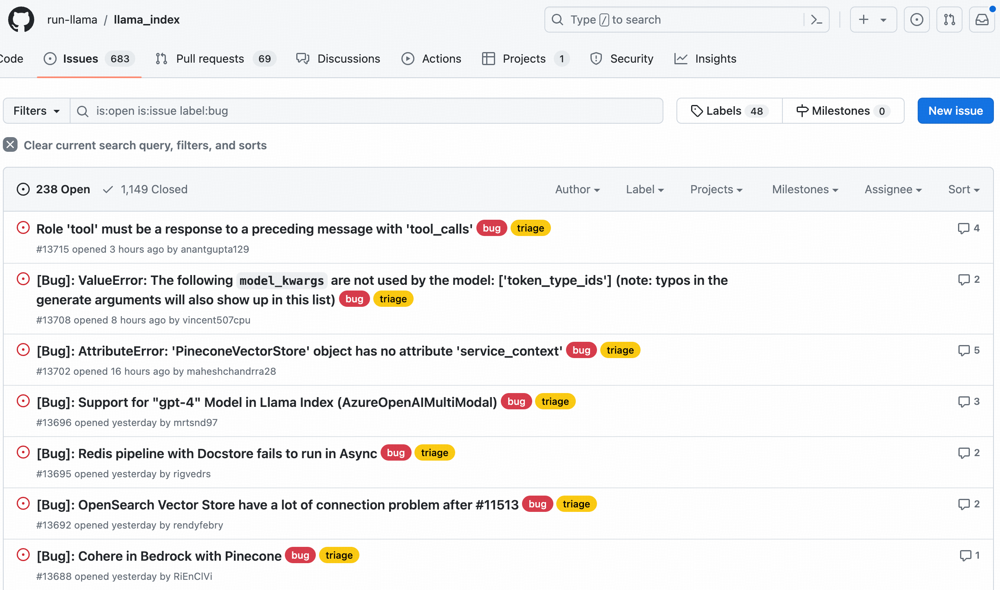 run-llama / llama_index
Type / to search
Code
Issues 683
Pull requests 69
Discussions
Actions
Projects 1
Security
Insights
Filters
is:open is:issue label:bug
Labels 48
Milestones 0
New issue
Clear current search query, filters, and sorts
238 Open
1,149 Closed
Author
Label
Projects
Milestones
Assignee
Sort
Role 'tool' must be a response to a preceding message with 'tool_calls' bug triage
4
#13715 opened 3 hours ago by anantgupta129
[Bug]: ValueError: The following model_kwargs are not used by the model: ['token_type_ids'] (note: typos in the
2
generate arguments will also show up in this list) bug triage
#13708 opened 8 hours ago by vincent507cpu
[Bug]: AttributeError: 'PineconeVectorStore' object has no attribute 'service_context' bug triage
5
#13702 opened 16 hours ago by maheshchandrra28
[Bug]: Support for "gpt-4" Model in Llama Index (AzureOpenAIMultiModal) bug triage
3
#13696 opened yesterday by mrtsnd97
[Bug]: Redis pipeline with Docstore fails to run in Async bug triage
2
#13695 opened yesterday by rigvedrs
[Bug]: OpenSearch Vector Store have a lot of connection problem after #11513 bug triage
2
#13692 opened yesterday by rendyfebry
[Bug]: Cohere in Bedrock with Pinecone bug triage
1
#13688 opened yesterday by RiEnClVi